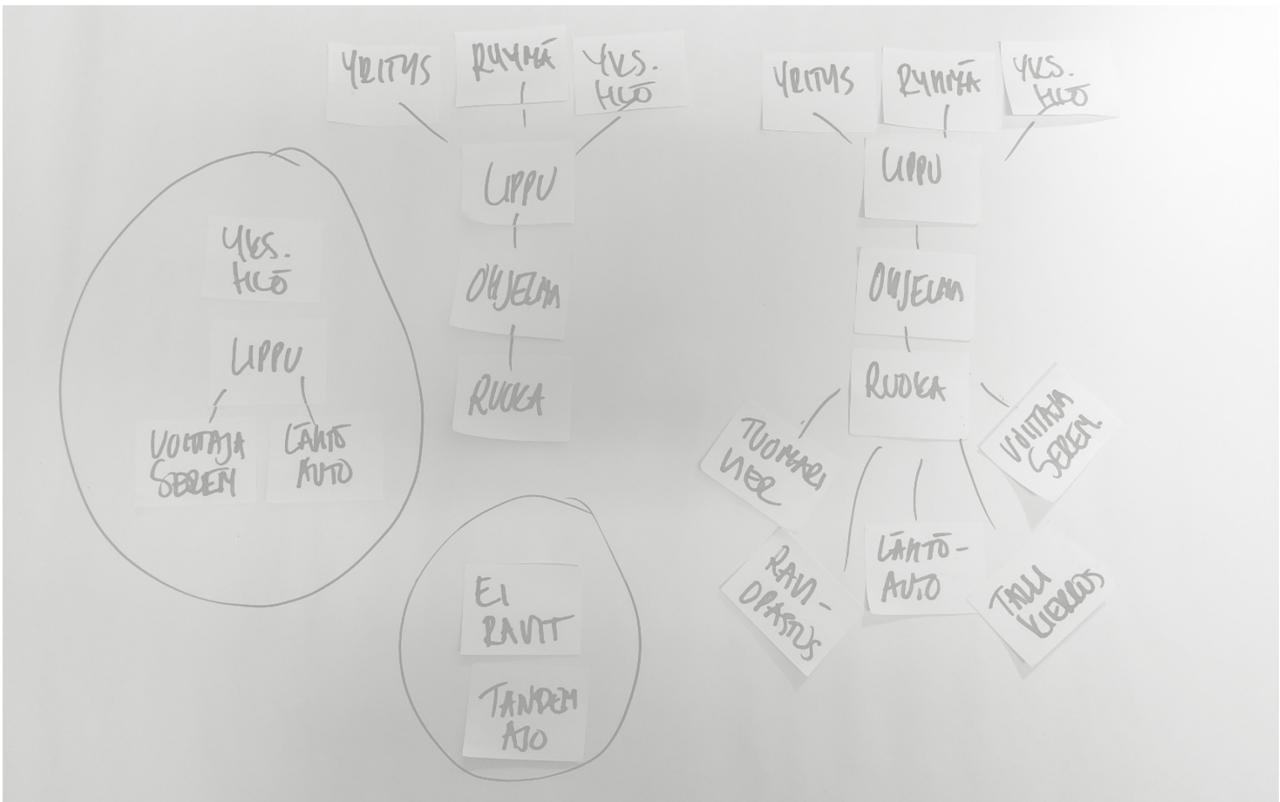 YRITYS
RYHMÄ
YKS.
HLÖ
LIPPU
OHJELMA
RUOKA
YRITYS
RYHMÄ
YKS.
HLÖ
LIPPU
OHJELMA
RUOKA
TUOMARI
RAVI-
OPASTUS
LÄHTÖ-
AUTO
TALLI
KIERROS
VOITTAJA
SEREM.
YKS.
HLÖ
LIPPU
VOITTAJA
SEREM
LÄHTÖ
AUTO
EI
RAVIT
TANDEM
AJO